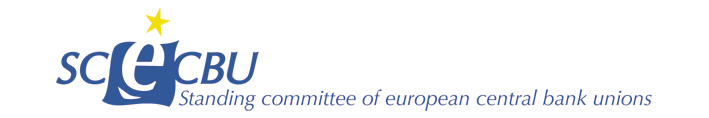 SCeCBU
Standing committee of european central bank unions